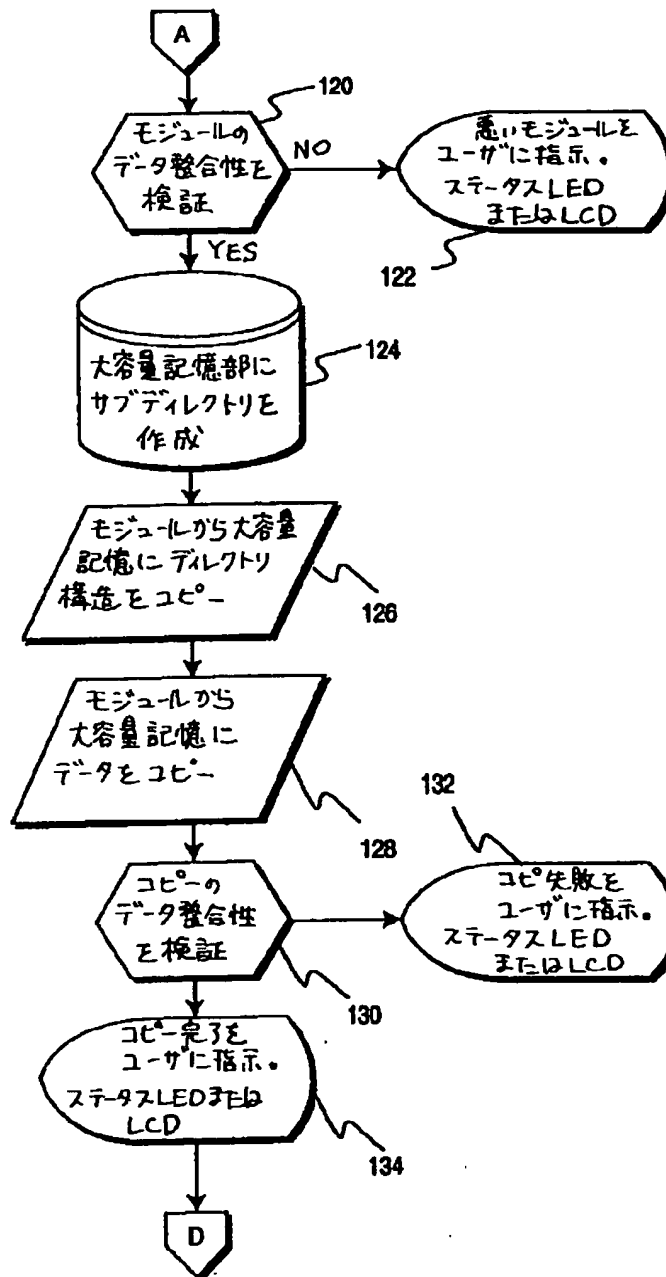 A
120
モジュールの
データ整合性を
検証
NO
悪いモジュールを
ユーザに指示。
ステータスLED
またはLCD
122
YES
大容量記憶部に
サブディレクトリを
作成
124
モジュールから大容量
記憶にディレクトリ
構造をコピー
126
モジュールから
大容量記憶に
データをコピー
128
132
コピーの
データ整合性
を検証
130
コピ失敗を
ユーザに指示。
ステータスLED
またはLCD
コピー完了を
ユーザに指示。
ステータスLEDまたは
LCD
134
D